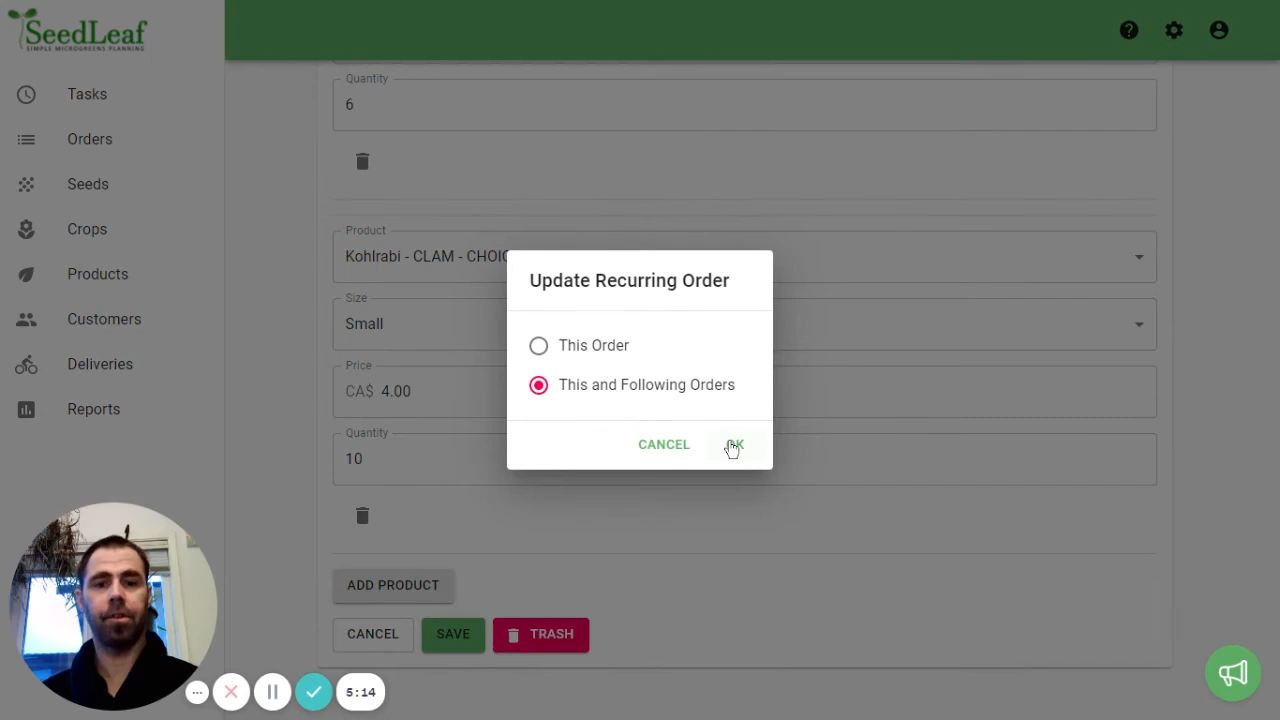 SeedLeaf
SIMPLE MICROGREENS PLANNING
Tasks
Orders
Seeds
Crops
Products
Customers
Deliveries
Reports
Quantity
6
Product
Kohlrabi - CLAM - CHOIC
Size
Small
Price
CA$ 4.00
Quantity
10
ADD PRODUCT
CANCEL SAVE TRASH
Update Recurring Order
This Order
This and Following Orders
CANCEL OK
5:14